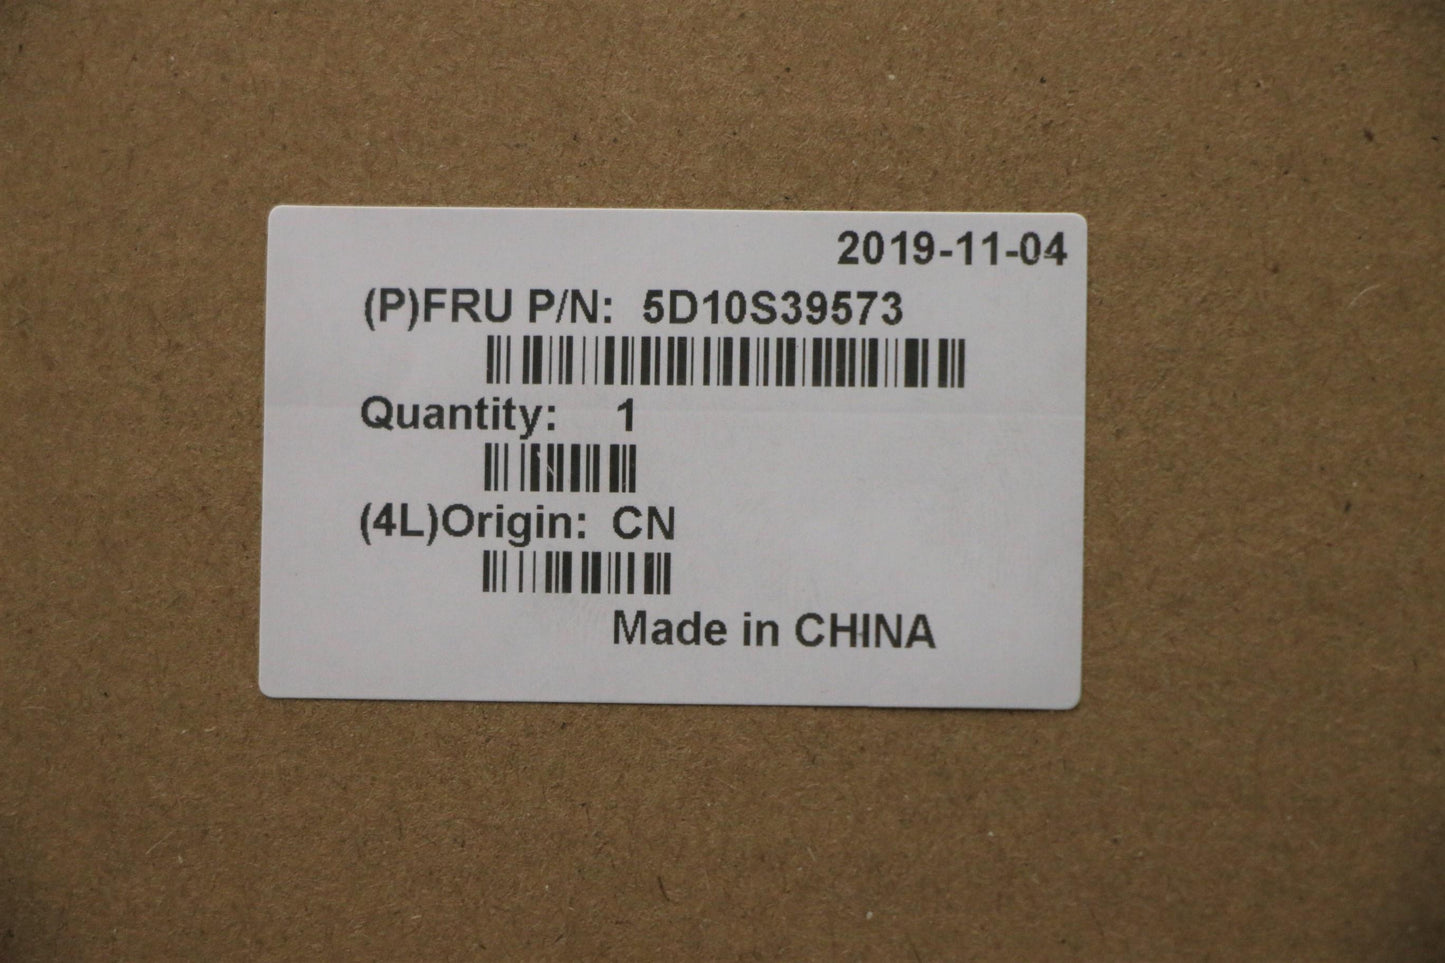 2019-11-04
(P)FRU P/N: 5D10S39573
Quantity: 1
(4L)Origin: CN
Made in CHINA